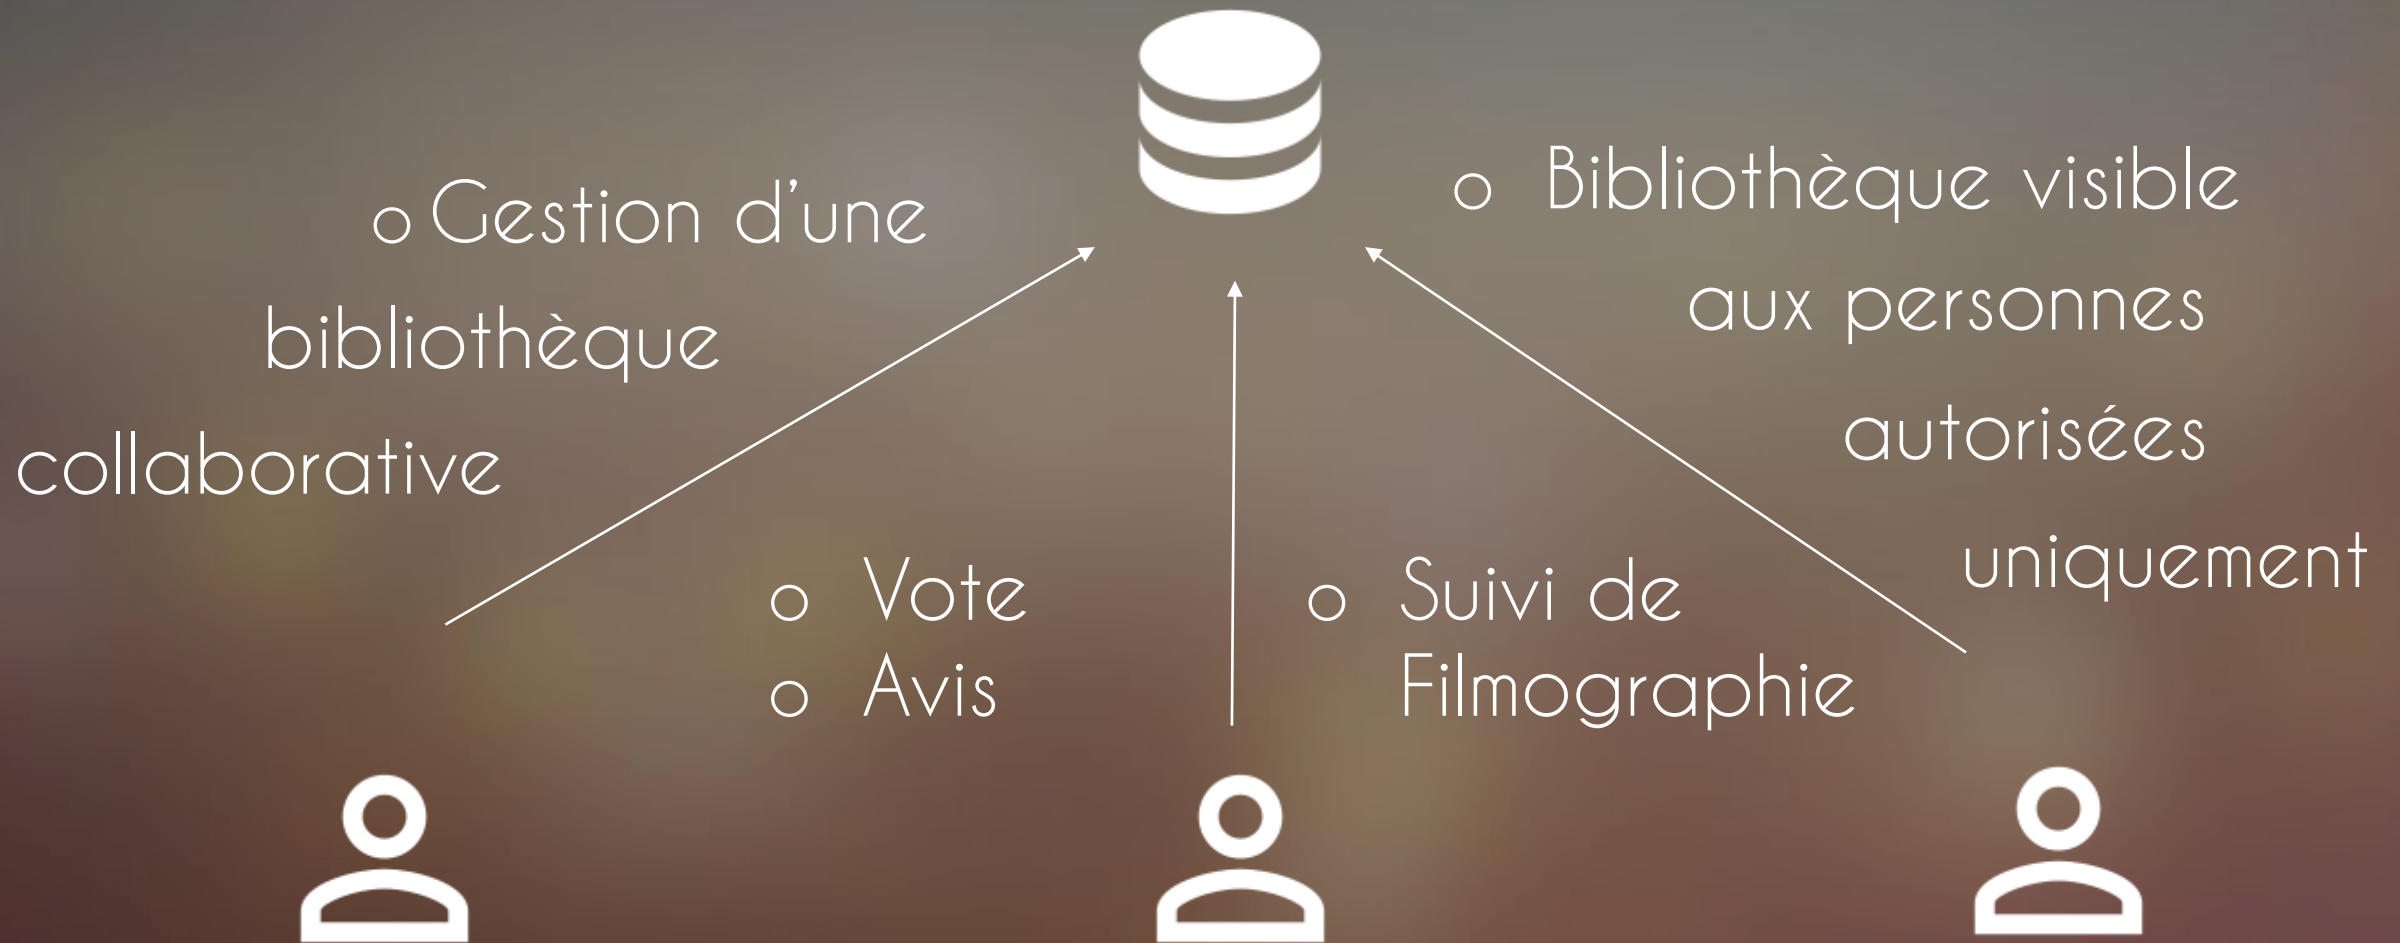 o Gestion d'une
bibliothèque
collaborative
o Bibliothèque visible
aux personnes
autorisées
uniquement
o Vote
o Avis
o Suivi de
Filmographie